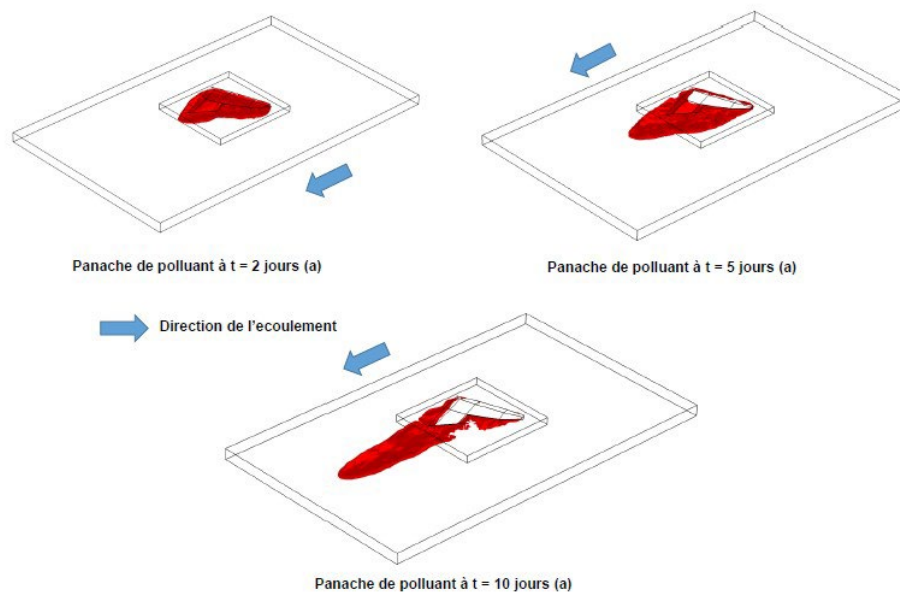 Panache de polluant à t = 2 jours (a)
Panache de polluant à t = 5 jours (a)
Direction de l'ecoulement
Panache de polluant à t = 10 jours (a)